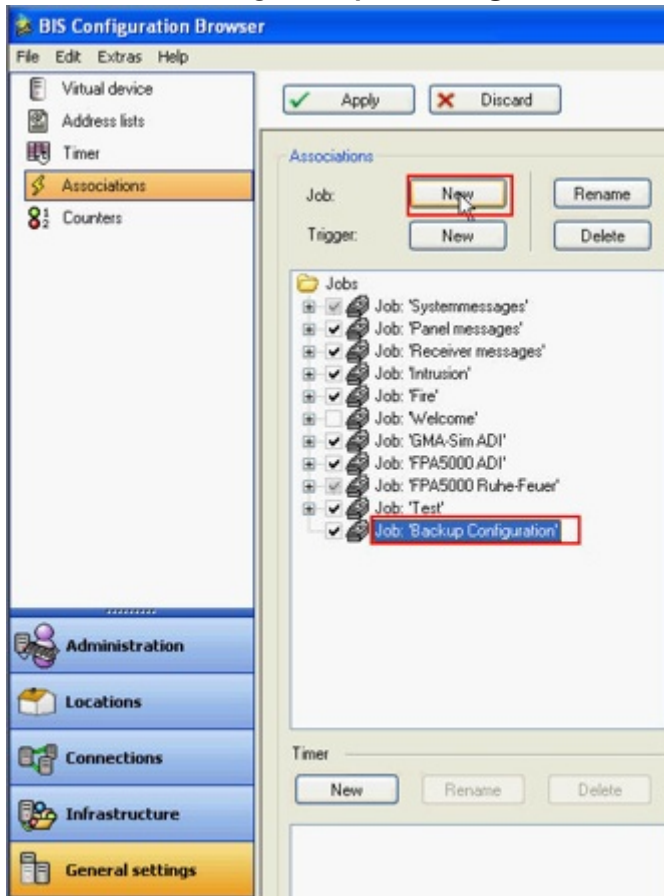 BIS Configuration Browser
File Edit Extras Help
Virtual device
Address lists
Timer
Associations
Counters
Administration
Locations
Connections
Infrastructure
General settings
Apply Discard
Associations
Job: New Rename
Trigger: New Delete
Jobs
Job: 'Systemmessages'
Job: 'Panel messages'
Job: 'Receiver messages'
Job: 'Intrusion'
Job: 'Fire'
Job: 'Welcome'
Job: 'GMA-Sim ADI'
Job: 'FPA5000 ADI'
Job: 'FPA5000 Ruhe-Feuer'
Job: 'Test'
Job: 'Backup Configuration'
Timer
New Rename Delete